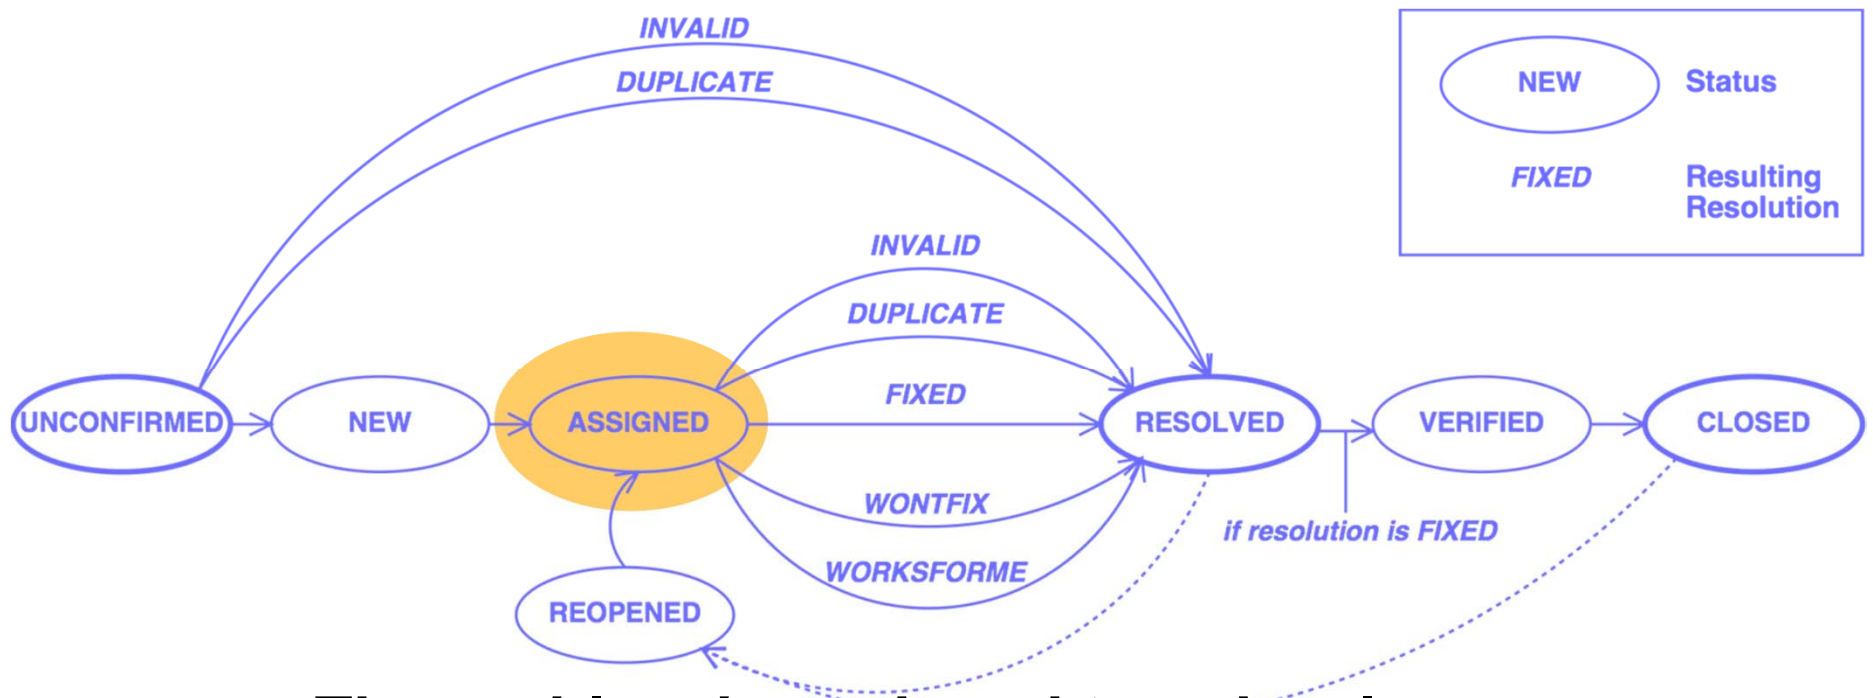 INVALID
DUPLICATE
NEW Status
FIXED Resulting
Resolution
INVALID
DUPLICATE
FIXED
UNCONFIRMED NEW ASSIGNED RESOLVED VERIFIED CLOSED
WONTFIX
if resolution is FIXED
WORKSFORME
REOPENED